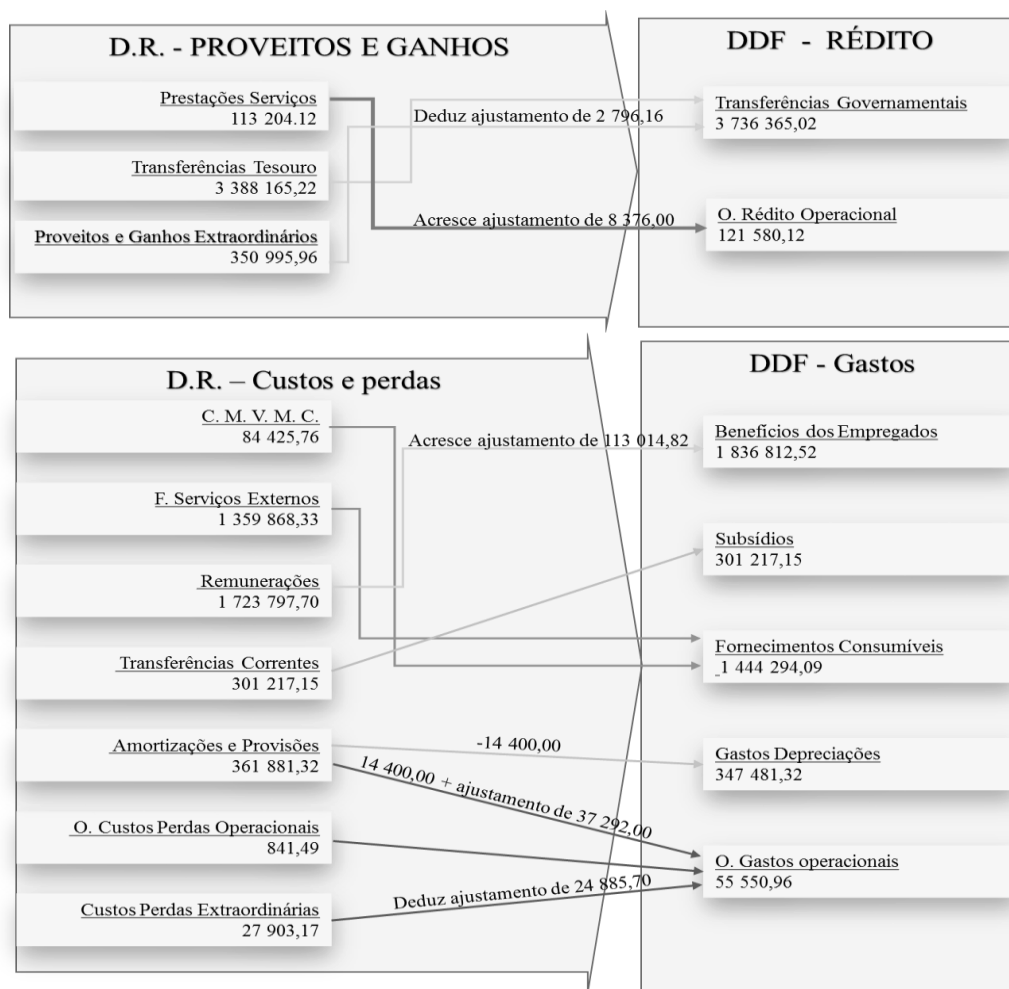 D.R. - PROVEITOS E GANHOS
Prestações Serviços
113 204.12
Transferências Tesouro
3 388 165,22
Proveitos e Ganhos Extraordinários
350 995,96
Deduz ajustamento de 2 796,16
Acresce ajustamento de 8 376,00
DDF - RÉDITO
Transferências Governamentais
3 736 365,02
O. Rédito Operacional
121 580,12
D.R. – Custos e perdas
C. M. V. M. C.
84 425,76
F. Serviços Externos
1 359 868,33
Remunerações
1 723 797,70
Transferências Correntes
301 217,15
Amortizações e Provisões
361 881,32
O. Custos Perdas Operacionais
841,49
Custos Perdas Extraordinárias
27 903,17
Acresce ajustamento de 113 014,82
-14 400,00
14 400,00 + ajustamento de 37 292,00
Deduz ajustamento de 24 885,70
DDF - Gastos
Benefícios dos Empregados
1 836 812,52
Subsídios
301 217,15
Fornecimentos Consumíveis
1 444 294,09
Gastos Depreciações
347 481,32
O. Gastos operacionais
55 550,96